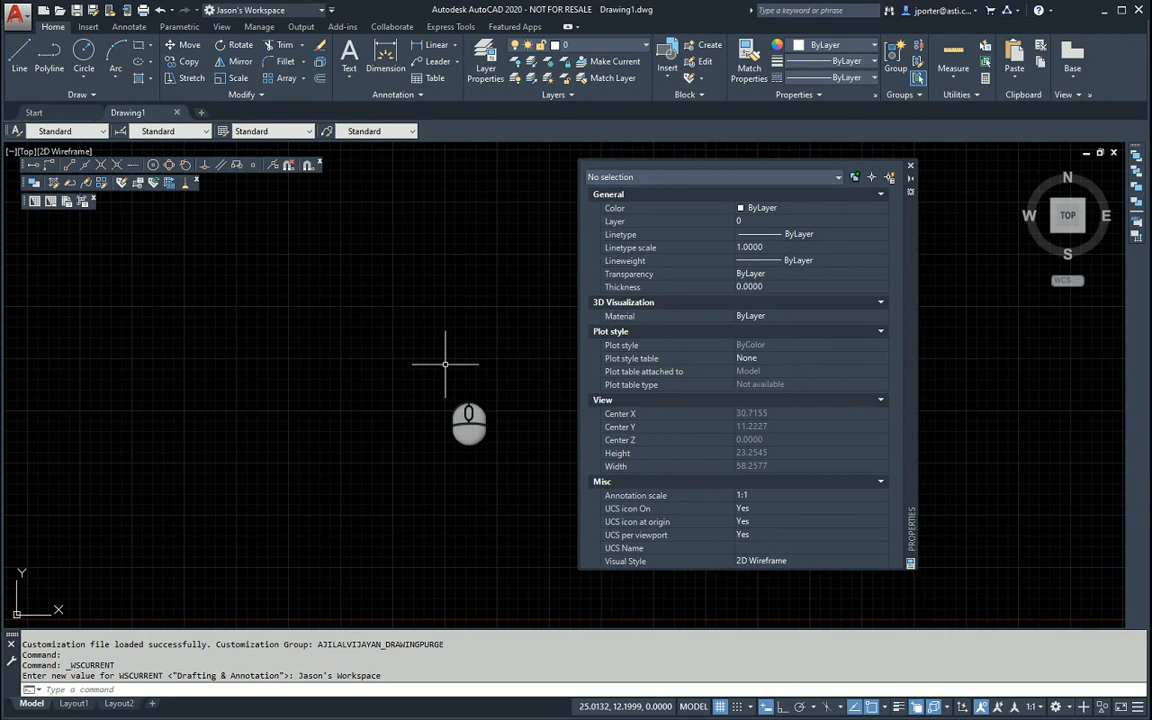 Jason's Workspace
Autodesk AutoCAD 2020 - NOT FOR RESALE Drawing1.dwg
Type a keyword or phrase
jporter@asti.c...
Home Insert Annotate Parametric View Manage Output Add-ins Collaborate Express Tools Featured Apps
Line Polyline Circle Arc
Move Rotate Trim
Copy Mirror Fillet
Stretch Scale Array
Text Dimension
Linear
Leader
Table
Layer Properties
0
Make Current
Match Layer
Insert
Create
Edit
Match Properties
ByLayer
ByLayer
ByLayer
Group
Measure
Paste
Base
Draw Modify Annotation Layers Block Properties Groups Utilities Clipboard View
Start Drawing1
Standard Standard Standard Standard
[−][Top][2D Wireframe]
No selection
General
Color ByLayer
Layer 0
Linetype ByLayer
Linetype scale 1.0000
Lineweight ByLayer
Transparency ByLayer
Thickness 0.0000
3D Visualization
Material ByLayer
Plot style
Plot style ByColor
Plot style table None
Plot table attached to Model
Plot table type Not available
View
Center X 30.7155
Center Y 11.2227
Center Z 0.0000
Height 23.2545
Width 58.2577
Misc
Annotation scale 1:1
UCS icon On Yes
UCS icon at origin Yes
UCS per viewport Yes
UCS Name
Visual Style 2D Wireframe
PROPERTIES
N
W TOP E
S
WCS
Y
X
Customization file loaded successfully. Customization Group: AJILALVIJAYAN_DRAWINGPURGE
Command:
Command: _WSCURRENT
Enter new value for WSCURRENT <"Drafting & Annotation">: Jason's Workspace
Type a command
Model Layout1 Layout2 +
25.0132, 12.1999, 0.0000 MODEL 1:1